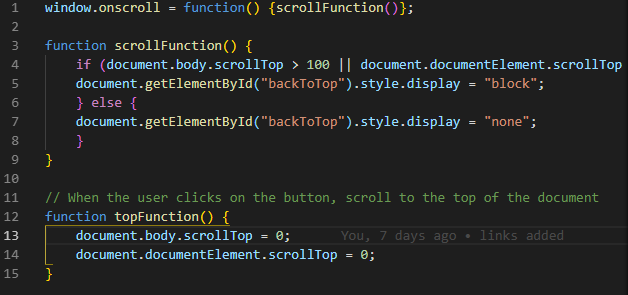 1 window.onscroll = function() {scrollFunction()};
2
3 function scrollFunction() {
4     if (document.body.scrollTop > 100 || document.documentElement.scrollTop
5     document.getElementById("backToTop").style.display = "block";
6     } else {
7     document.getElementById("backToTop").style.display = "none";
8     }
9 }
10
11 // When the user clicks on the button, scroll to the top of the document
12 function topFunction() {
13     document.body.scrollTop = 0;     You, 7 days ago • links added
14     document.documentElement.scrollTop = 0;
15 }